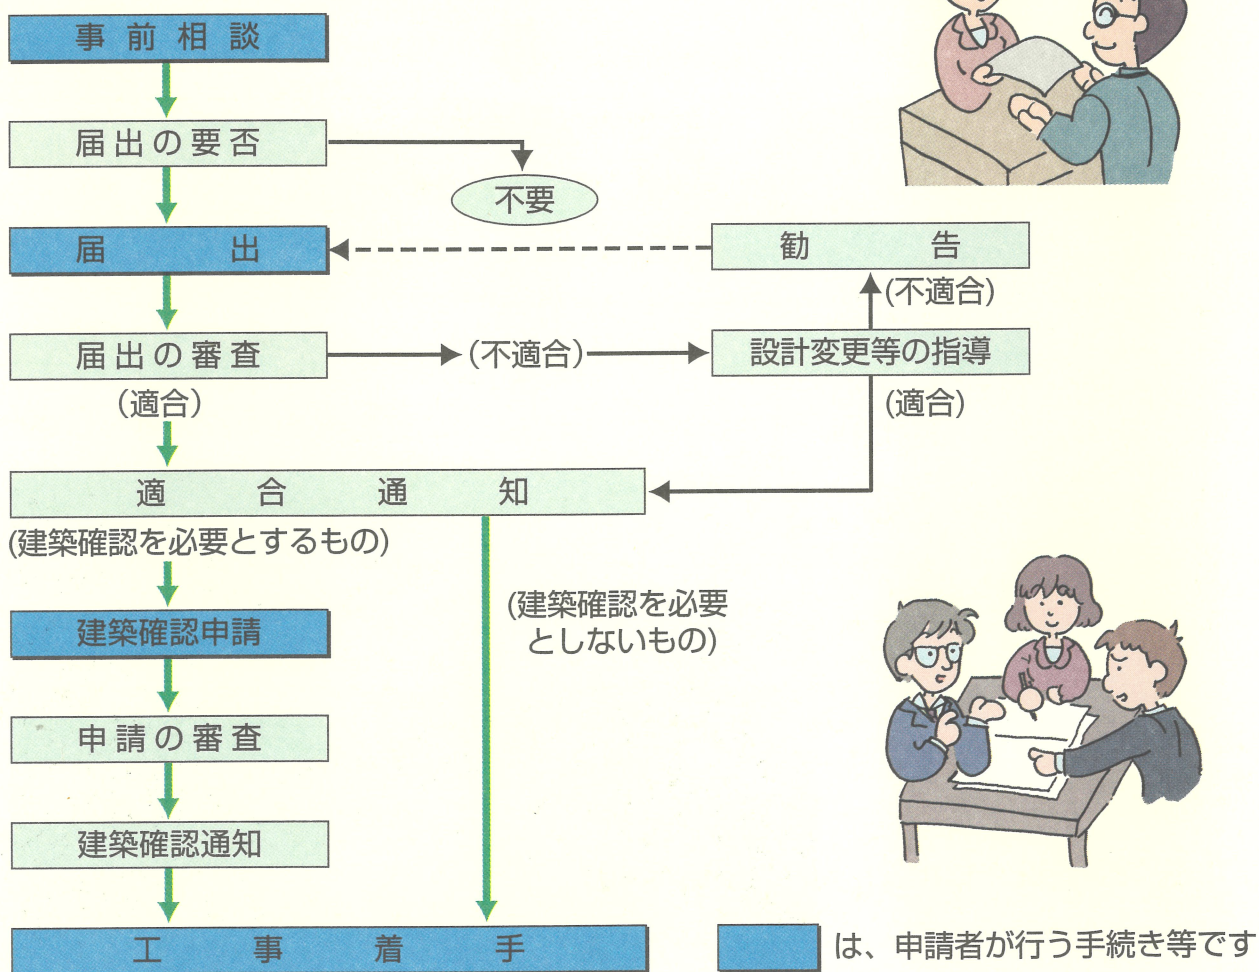 事前相談
届出の要否
不要
届出
勧告
(不適合)
届出の審査
(不適合)
設計変更等の指導
(適合)
(適合)
適合通知
(建築確認を必要とするもの)
(建築確認を必要
としないもの)
建築確認申請
申請の審査
建築確認通知
工事着手
は、申請者が行う手続き等です